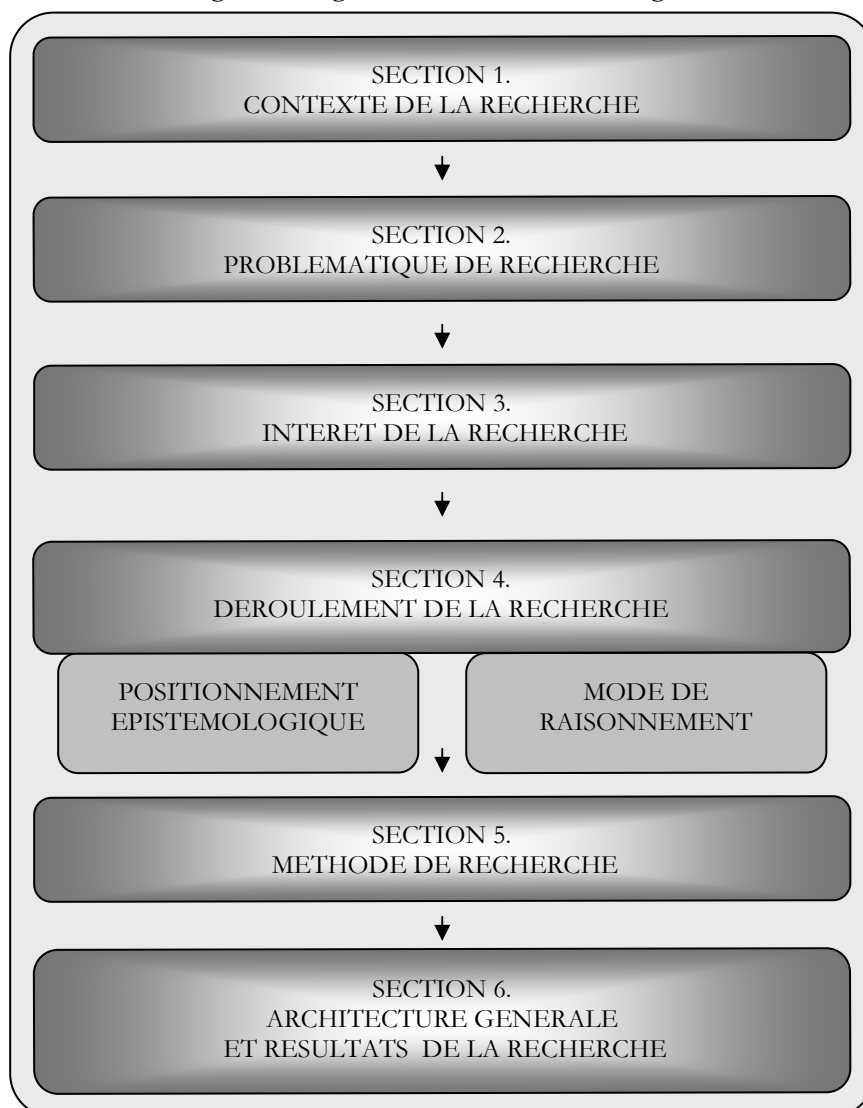 SECTION 1.
CONTEXTE DE LA RECHERCHE
SECTION 2.
PROBLEMATIQUE DE RECHERCHE
SECTION 3.
INTERET DE LA RECHERCHE
SECTION 4.
DEROULEMENT DE LA RECHERCHE
POSITIONNEMENT
EPISTEMOLOGIQUE
MODE DE
RAISONNEMENT
SECTION 5.
METHODE DE RECHERCHE
SECTION 6.
ARCHITECTURE GENERALE
ET RESULTATS DE LA RECHERCHE